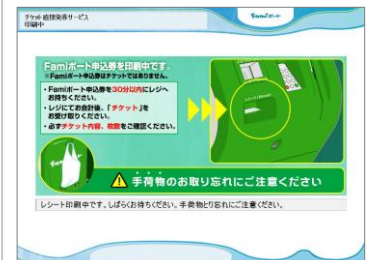 チケット直接発券サービス
印刷中
Famiポート
Famiポート申込券を印刷中です。
※Famiポート申込券はチケットではありません。
・Famiポート申込券を30分以内にレジへ
お持ちください。
・レジにてお会計後、「チケット」を
お受け取りください。
・必ずチケット内容、枚数をご確認ください。
手荷物のお取り忘れにご注意ください
レシート印刷中です。しばらくお待ちください。手荷物とり忘れにご注意ください。